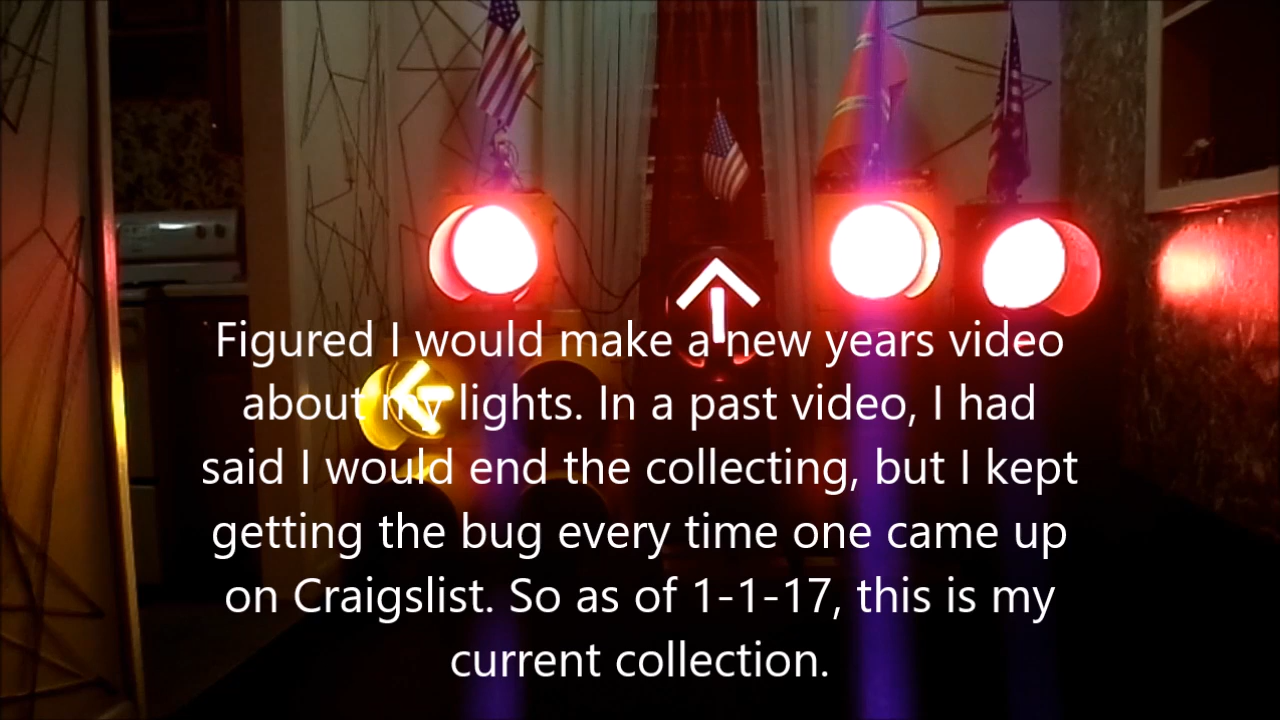 Figured I would make a new years video
about my lights. In a past video, I had
said I would end the collecting, but I kept
getting the bug every time one came up
on Craigslist. So as of 1-1-17, this is my
current collection.